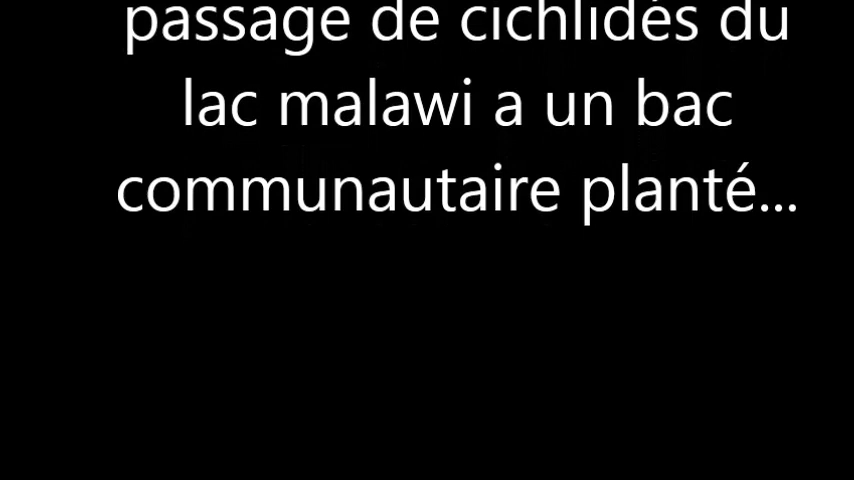 passage de cichlidés du
lac malawi a un bac
communautaire planté...